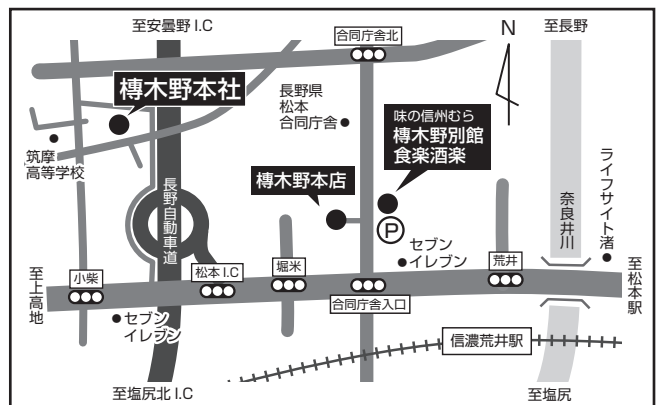 至安曇野 I.C
合同庁舎北
N
至長野
榑木野本社
長野県
松本
合同庁舎
味の信州むら
榑木野別館
食楽酒楽
筑摩
高等学校
長野自動車道
榑木野本店
P
ライフサイト渚
奈良井川
セブン
イレブン
至上高地
小柴
松本 I.C
堀米
合同庁舎入口
荒井
至松本駅
セブン
イレブン
信濃荒井駅
至塩尻北 I.C
至塩尻